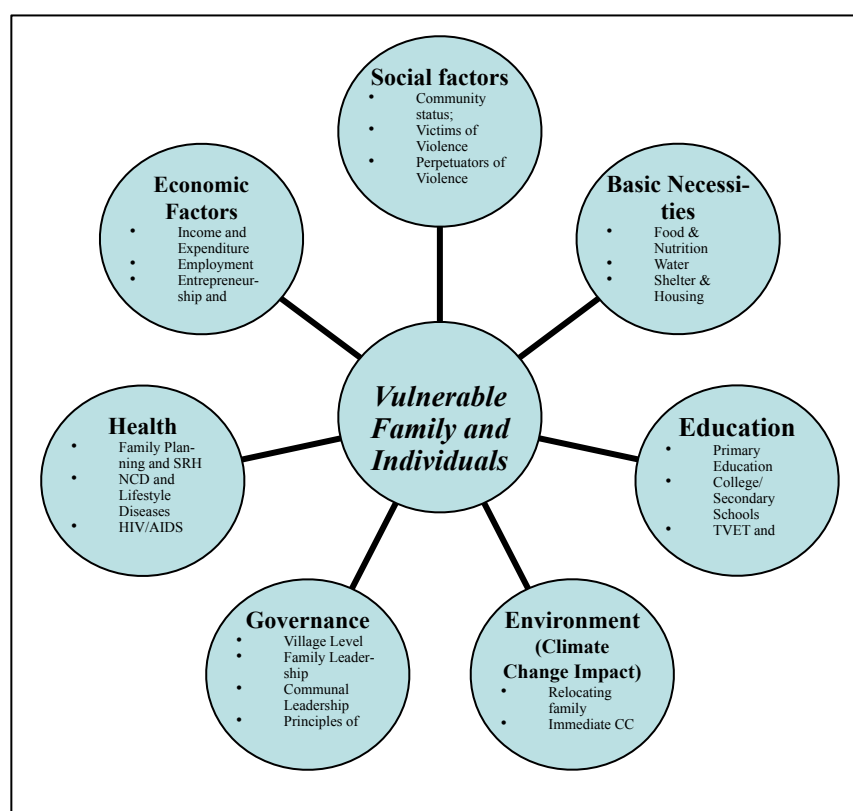 Social factors
• Community
status;
• Victims of
Violence
• Perpetuators of
Violence
Basic Necessi-
ties
• Food &
Nutrition
• Water
• Shelter &
Housing
Education
• Primary
Education
• College/
Secondary
Schools
• TVET and
Environment
(Climate
Change Impact)
• Relocating
family
• Immediate CC
Governance
• Village Level
• Family Leader-
ship
• Communal
Leadership
• Principles of
Health
• Family Plan-
ning and SRH
• NCD and
Lifestyle
Diseases
• HIV/AIDS
Economic
Factors
• Income and
Expenditure
• Employment
• Entrepreneur-
ship and
Vulnerable
Family and
Individuals